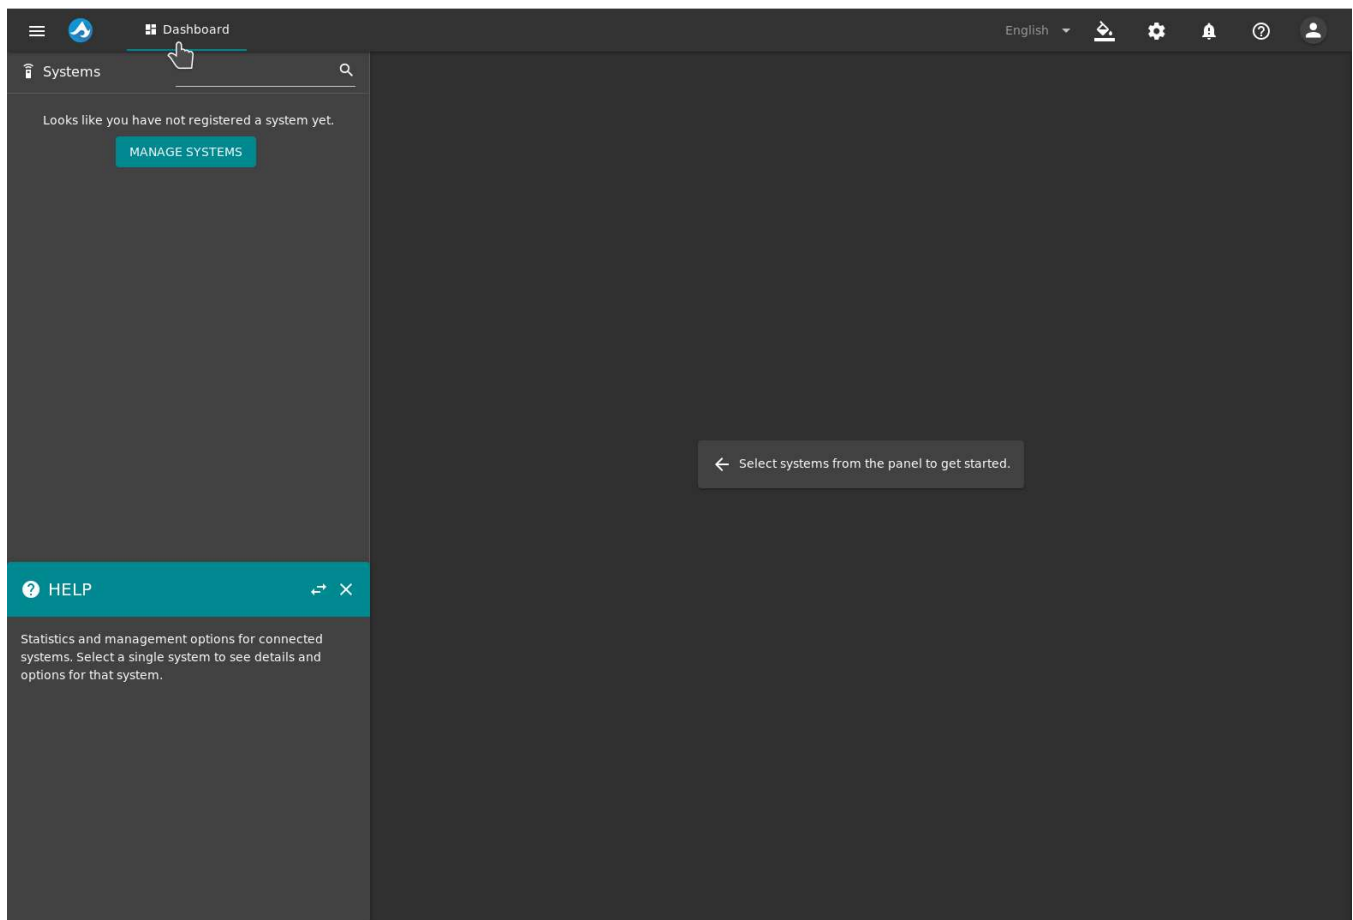 Dashboard
English
Systems
Looks like you have not registered a system yet.
MANAGE SYSTEMS
Select systems from the panel to get started.
HELP
Statistics and management options for connected
systems. Select a single system to see details and
options for that system.